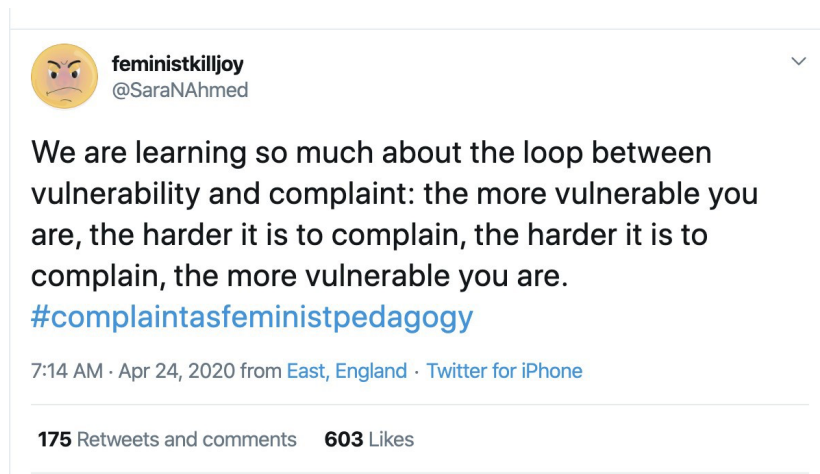 feministkilljoy
@SaraNAhmed
We are learning so much about the loop between
vulnerability and complaint: the more vulnerable you
are, the harder it is to complain, the harder it is to
complain, the more vulnerable you are.
#complaintasfeministpedagogy
7:14 AM · Apr 24, 2020 from East, England · Twitter for iPhone
175 Retweets and comments 603 Likes